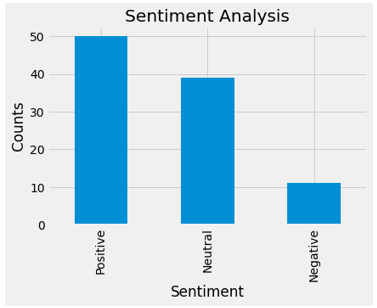 Sentiment Analysis
50
40
30
20
10
0
Counts
Positive
Neutral
Negative
Sentiment